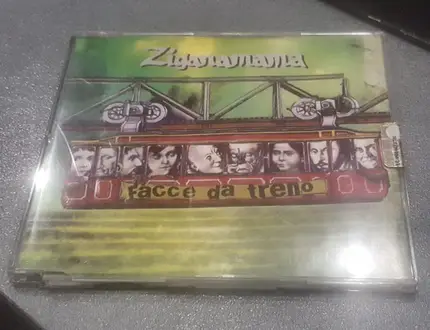 Ziganamama
facce da treno